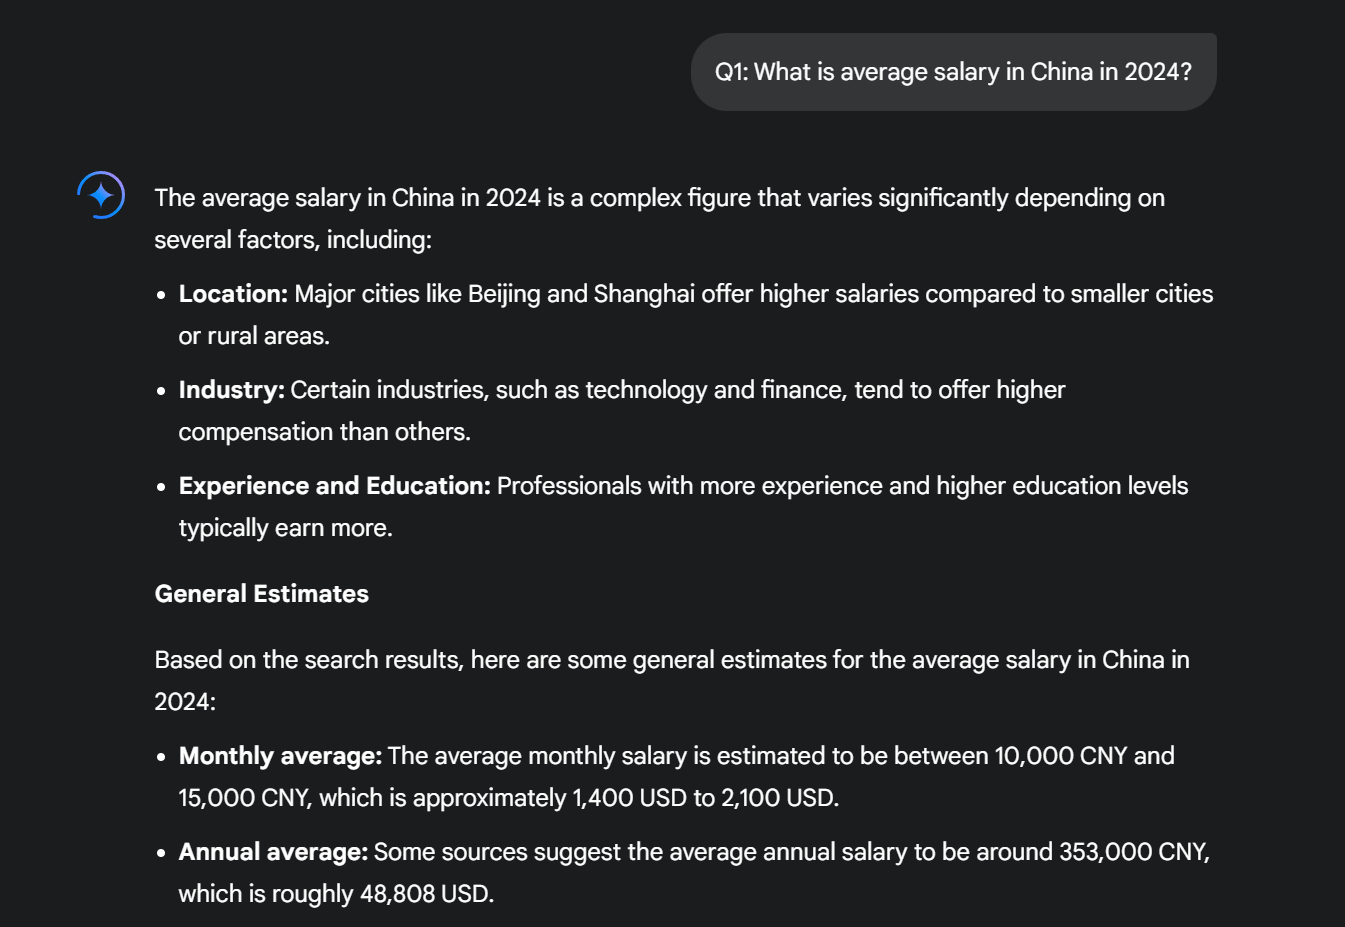 Q1: What is average salary in China in 2024?
The average salary in China in 2024 is a complex figure that varies significantly depending on
several factors, including:
• Location: Major cities like Beijing and Shanghai offer higher salaries compared to smaller cities
or rural areas.
• Industry: Certain industries, such as technology and finance, tend to offer higher
compensation than others.
• Experience and Education: Professionals with more experience and higher education levels
typically earn more.
General Estimates
Based on the search results, here are some general estimates for the average salary in China in
2024:
• Monthly average: The average monthly salary is estimated to be between 10,000 CNY and
15,000 CNY, which is approximately 1,400 USD to 2,100 USD.
• Annual average: Some sources suggest the average annual salary to be around 353,000 CNY,
which is roughly 48,808 USD.